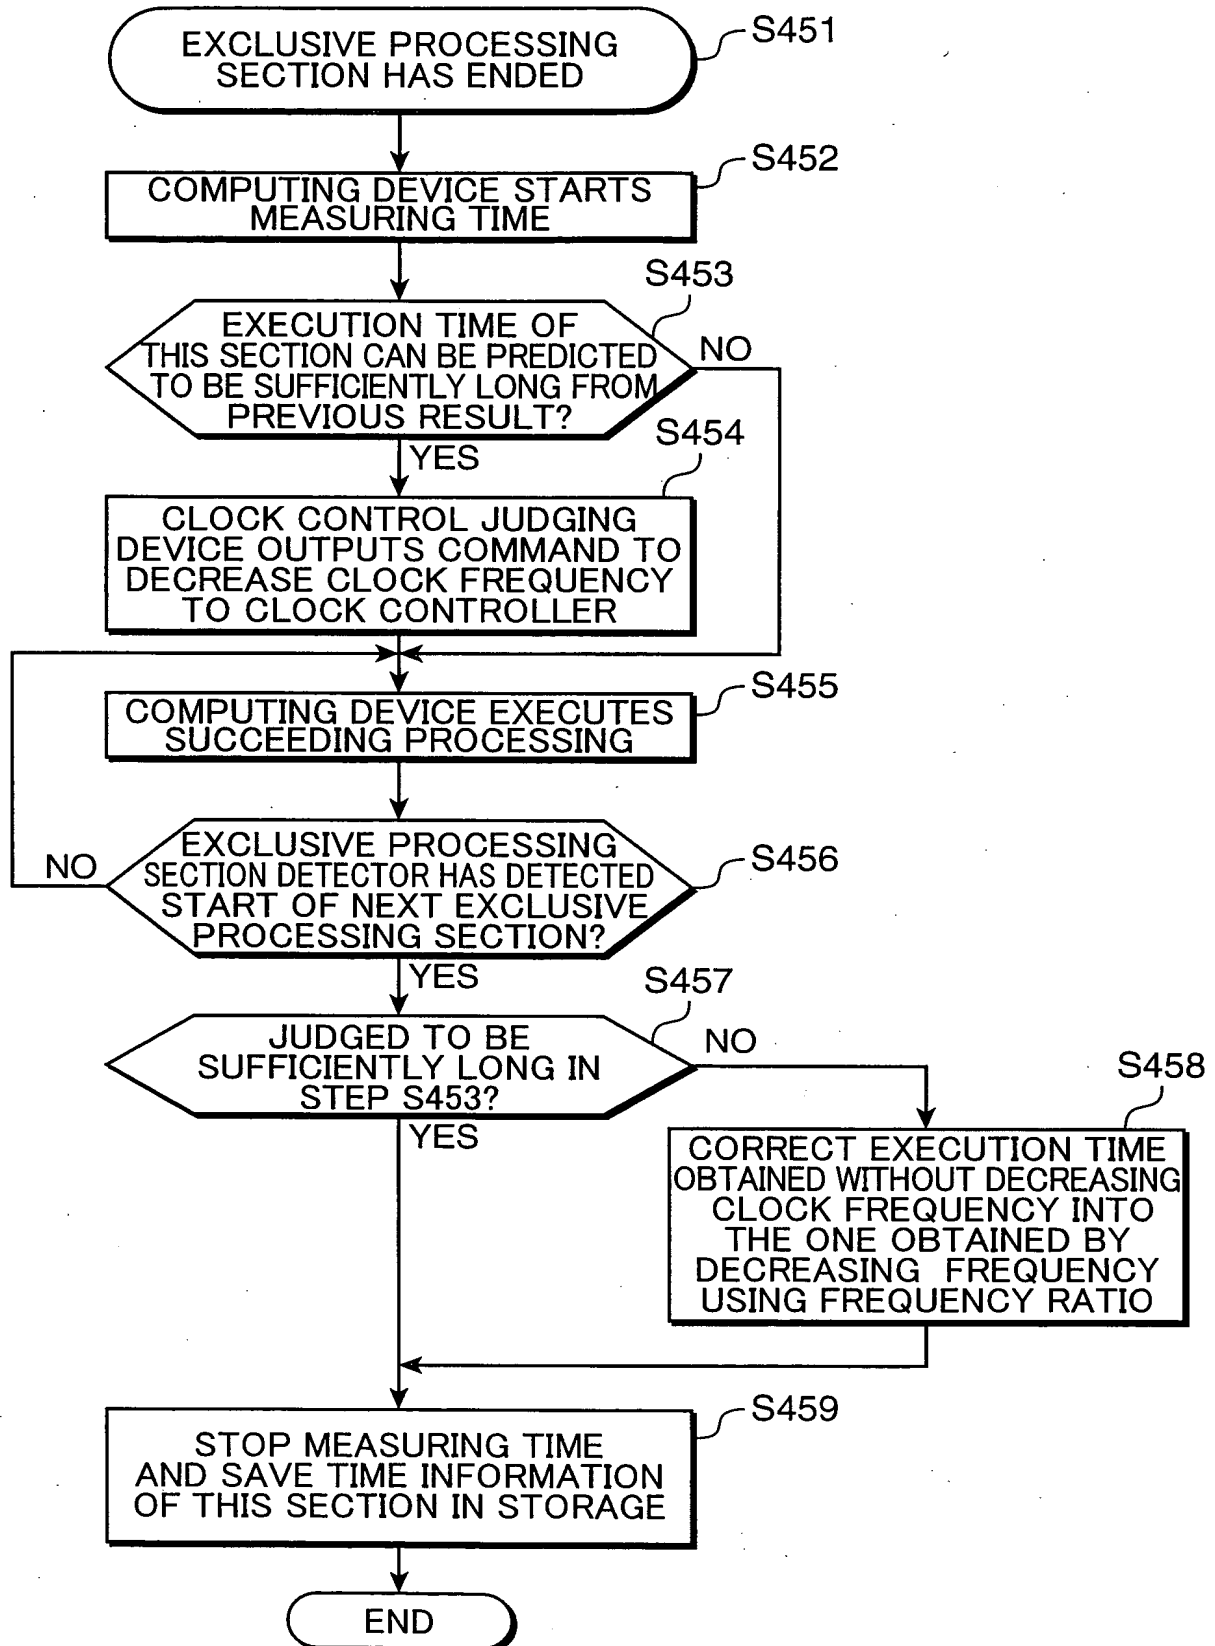 EXCLUSIVE PROCESSING
SECTION HAS ENDED
S451
COMPUTING DEVICE STARTS
MEASURING TIME
S452
EXECUTION TIME OF
THIS SECTION CAN BE PREDICTED
TO BE SUFFICIENTLY LONG FROM
PREVIOUS RESULT?
S453
NO
YES
CLOCK CONTROL JUDGING
DEVICE OUTPUTS COMMAND TO
DECREASE CLOCK FREQUENCY
TO CLOCK CONTROLLER
S454
COMPUTING DEVICE EXECUTES
SUCCEEDING PROCESSING
S455
EXCLUSIVE PROCESSING
SECTION DETECTOR HAS DETECTED
START OF NEXT EXCLUSIVE
PROCESSING SECTION?
S456
NO
YES
JUDGED TO BE
SUFFICIENTLY LONG IN
STEP S453?
S457
NO
YES
CORRECT EXECUTION TIME
OBTAINED WITHOUT DECREASING
CLOCK FREQUENCY INTO
THE ONE OBTAINED BY
DECREASING FREQUENCY
USING FREQUENCY RATIO
S458
STOP MEASURING TIME
AND SAVE TIME INFORMATION
OF THIS SECTION IN STORAGE
S459
END